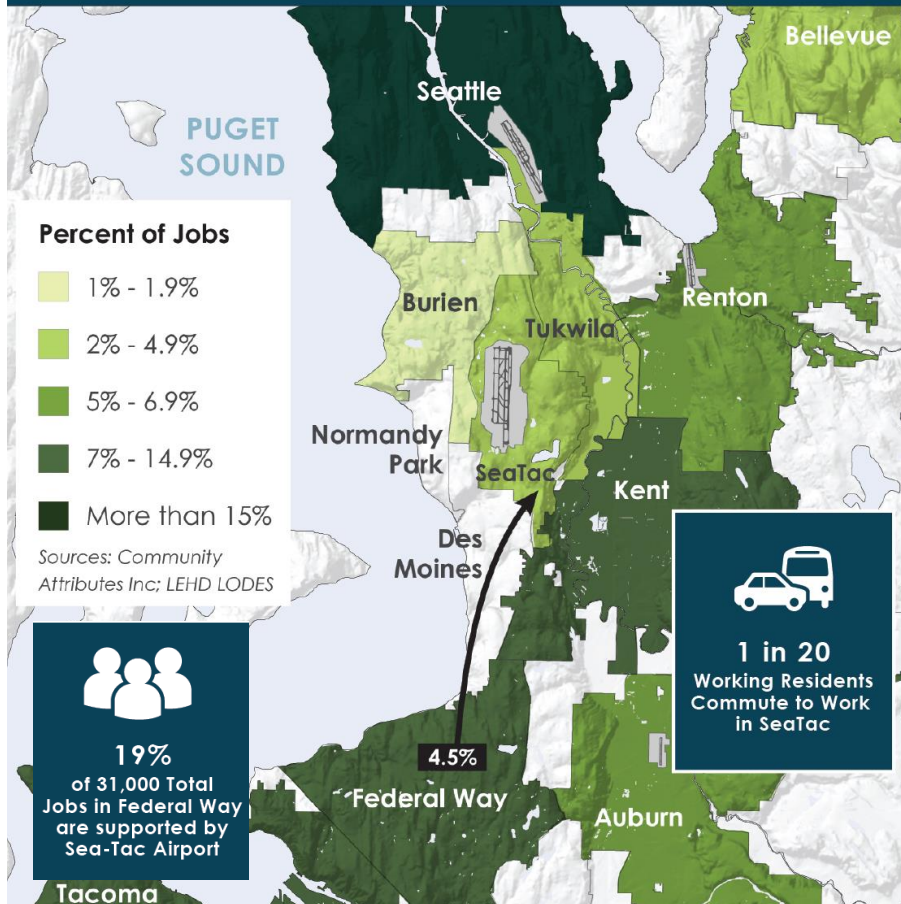 Bellevue
Seattle
PUGET
SOUND
Percent of Jobs
1% - 1.9%
2% - 4.9%
5% - 6.9%
7% - 14.9%
More than 15%
Sources: Community
Attributes Inc; LEHD LODES
Burien
Tukwila
Renton
Normandy
Park
SeaTac
Kent
Des
Moines
1 in 20
Working Residents
Commute to Work
in SeaTac
19%
of 31,000 Total
Jobs in Federal Way
are supported by
Sea-Tac Airport
4.5%
Federal Way
Auburn
Tacoma